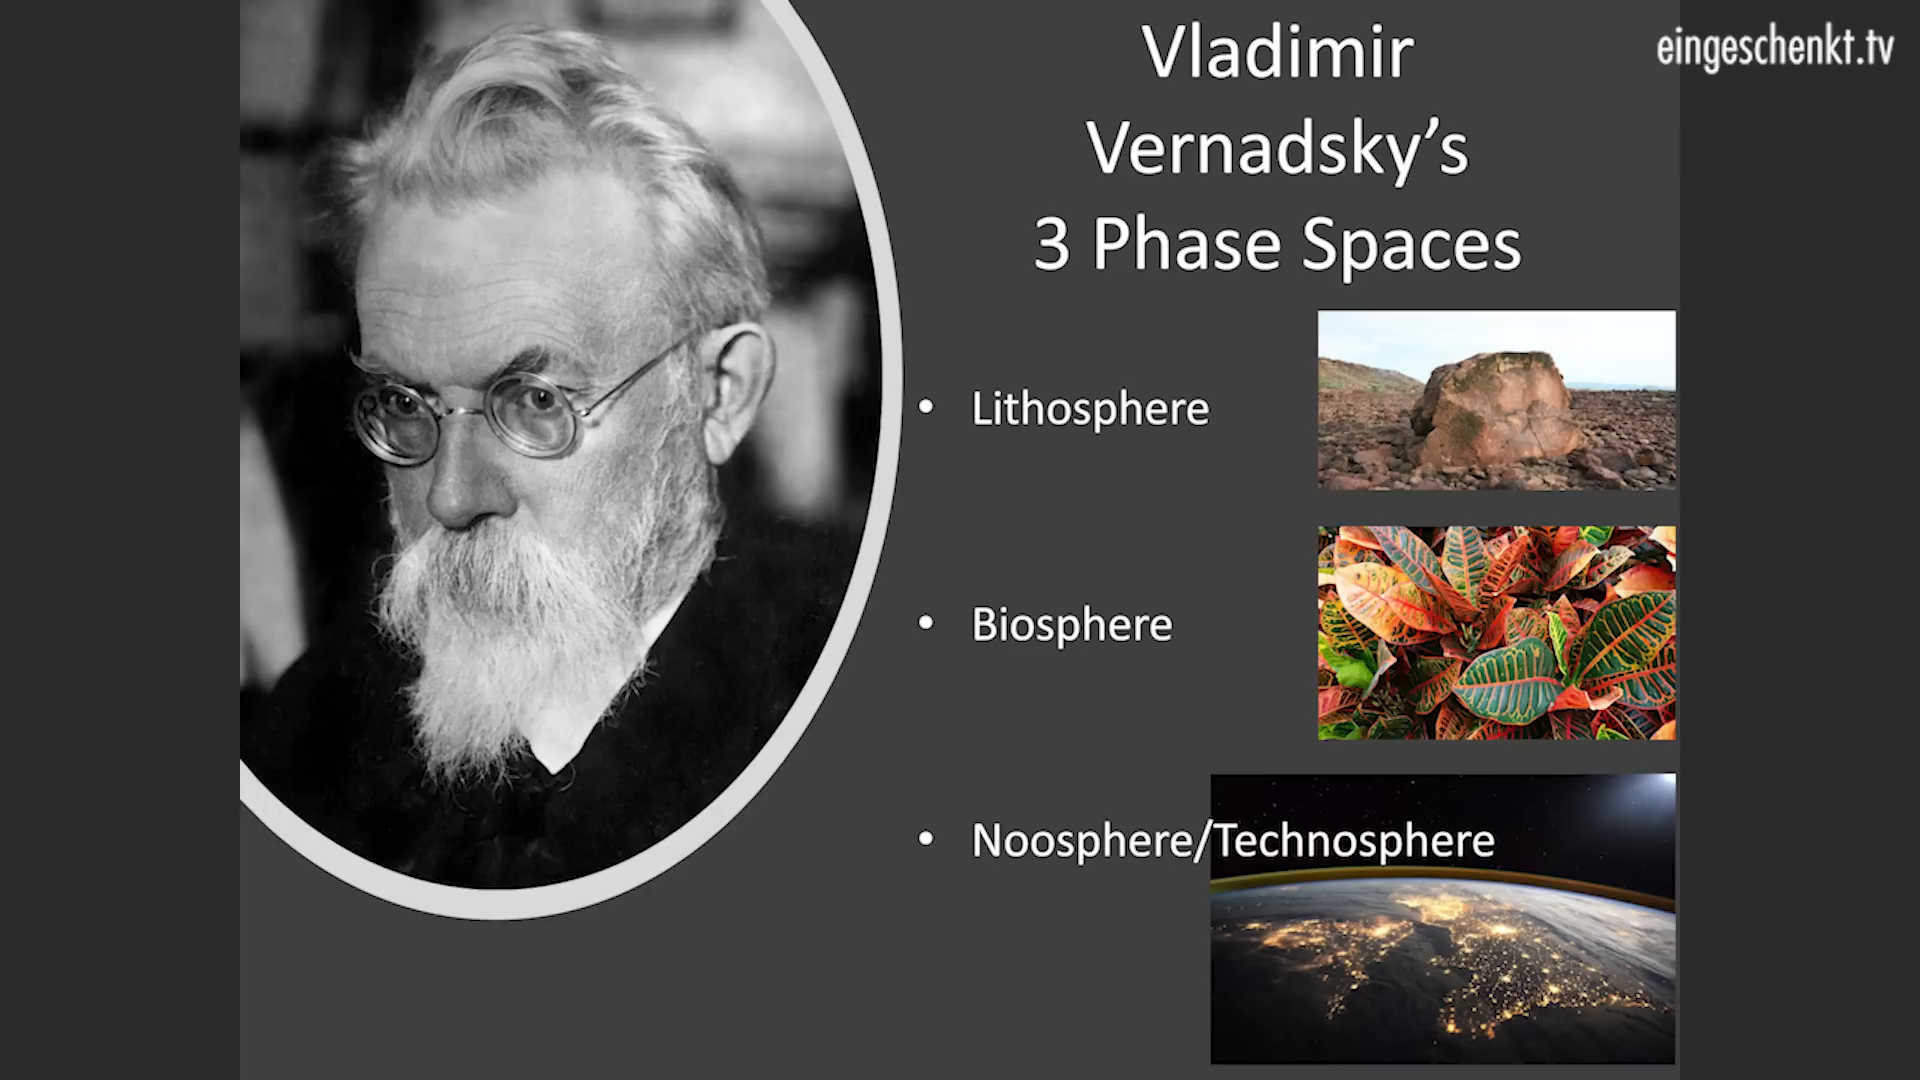 eingeschenkt.tv
Vladimir
Vernadsky’s
3 Phase Spaces
• Lithosphere
• Biosphere
• Noosphere/Technosphere